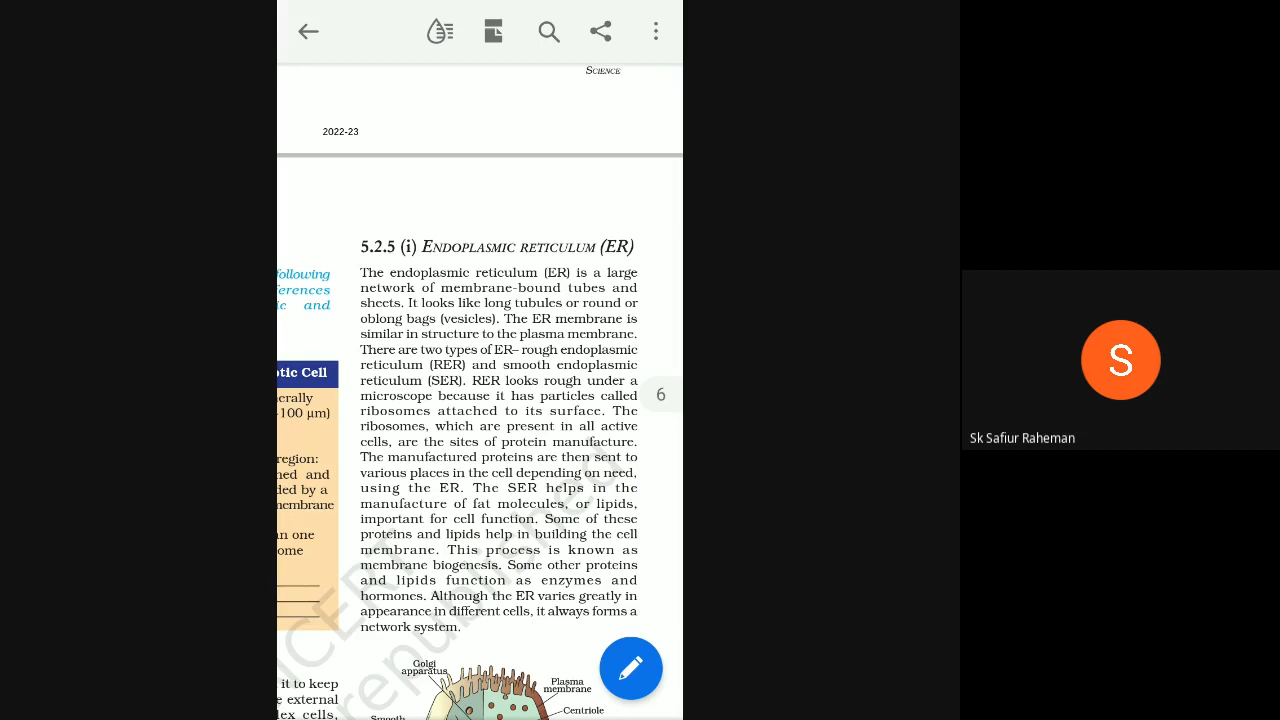 SCIENCE
2022-23
following
ferences
ic and
tic Cell
erally
-100 µm)
region:
ned and
ded by a
nembrane
an one
ome
it to keep
e external
lex cells,
5.2.5 (i) ENDOPLASMIC RETICULUM (ER)
The endoplasmic reticulum (ER) is a large
network of membrane-bound tubes and
sheets. It looks like long tubules or round or
oblong bags (vesicles). The ER membrane is
similar in structure to the plasma membrane.
There are two types of ER– rough endoplasmic
reticulum (RER) and smooth endoplasmic
reticulum (SER). RER looks rough under a
microscope because it has particles called
ribosomes attached to its surface. The
ribosomes, which are present in all active
cells, are the sites of protein manufacture.
The manufactured proteins are then sent to
various places in the cell depending on need,
using the ER. The SER helps in the
manufacture of fat molecules, or lipids,
important for cell function. Some of these
proteins and lipids help in building the cell
membrane. This process is known as
membrane biogenesis. Some other proteins
and lipids function as enzymes and
hormones. Although the ER varies greatly in
appearance in different cells, it always forms a
network system.
Golgi
apparatus
Plasma
membrane
Centriole
Smooth
NCERT
republished
6
S
Sk Safiur Raheman